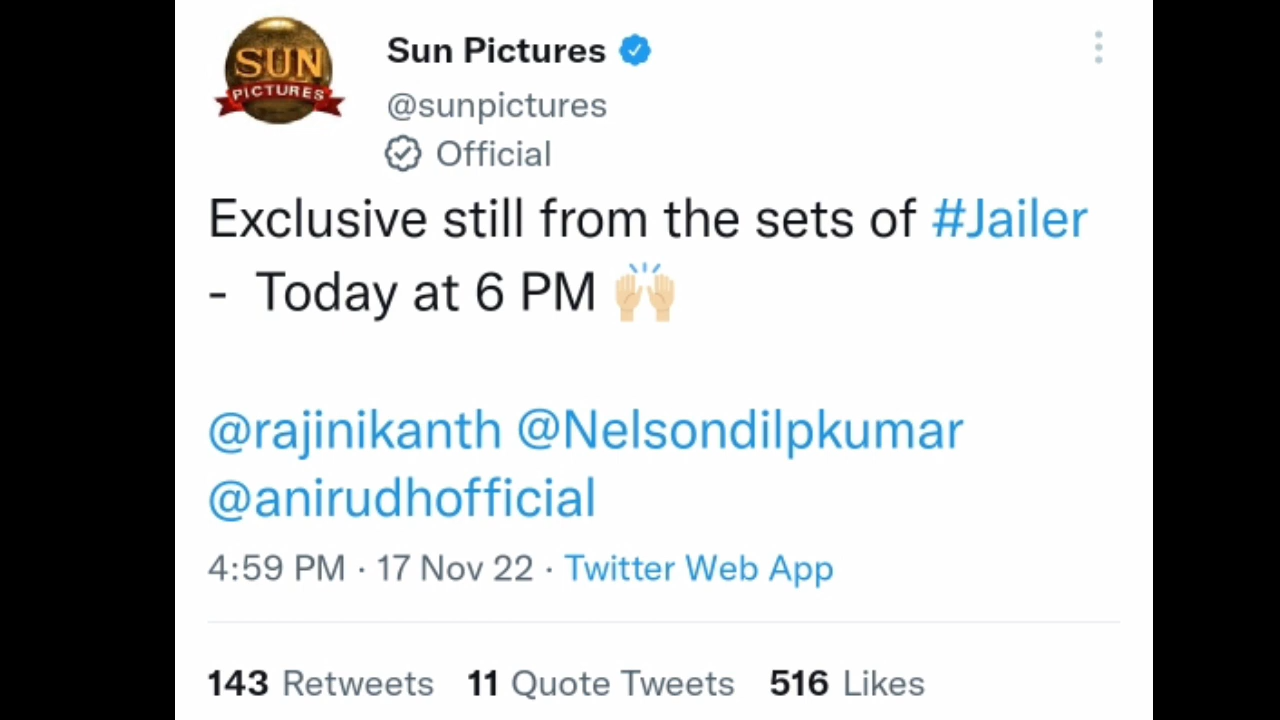 SUN
PICTURES
Sun Pictures
@sunpictures
Official
Exclusive still from the sets of #Jailer
- Today at 6 PM 🙌🏼
@rajinikanth @Nelsondilpkumar
@anirudhofficial
4:59 PM · 17 Nov 22 · Twitter Web App
143 Retweets 11 Quote Tweets 516 Likes